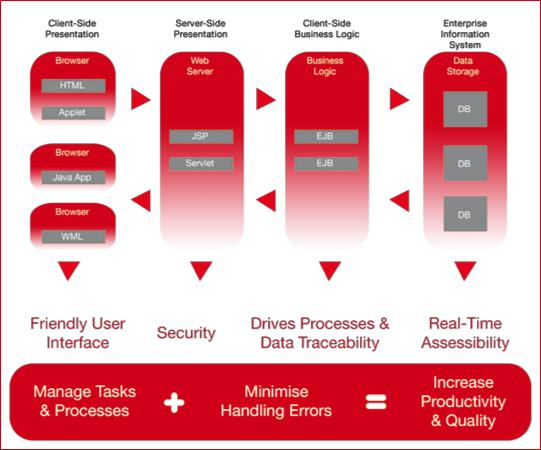 Client-Side
Presentation
Server-Side
Presentation
Client-Side
Business Logic
Enterprise
Information
System
Browser
HTML
Applet
Browser
Java App
Browser
WML
Web
Server
JSP
Servlet
Business
Logic
EJB
EJB
Data
Storage
DB
DB
DB
Friendly User
Interface
Security
Drives Processes &
Data Traceability
Real-Time
Assessibility
Manage Tasks
& Processes
+
Minimise
Handling Errors
=
Increase
Productivity
& Quality